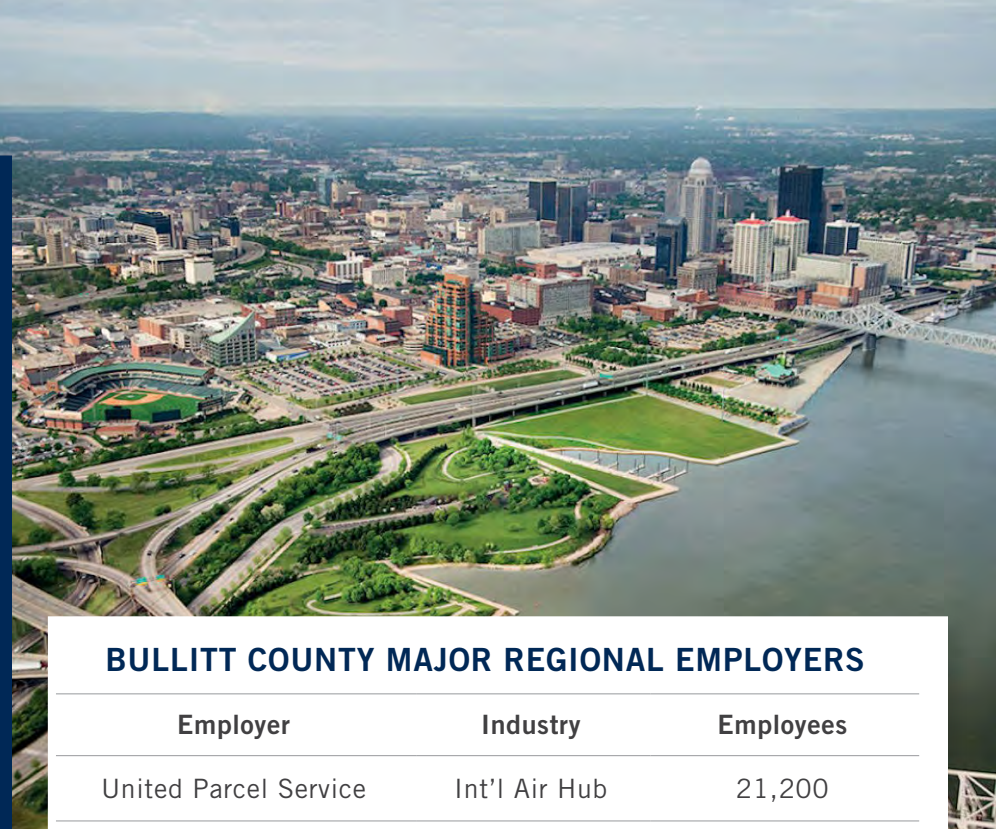 BULLITT COUNTY MAJOR REGIONAL EMPLOYERS
Employer Industry Employees
United Parcel Service Int'l Air Hub 21,200